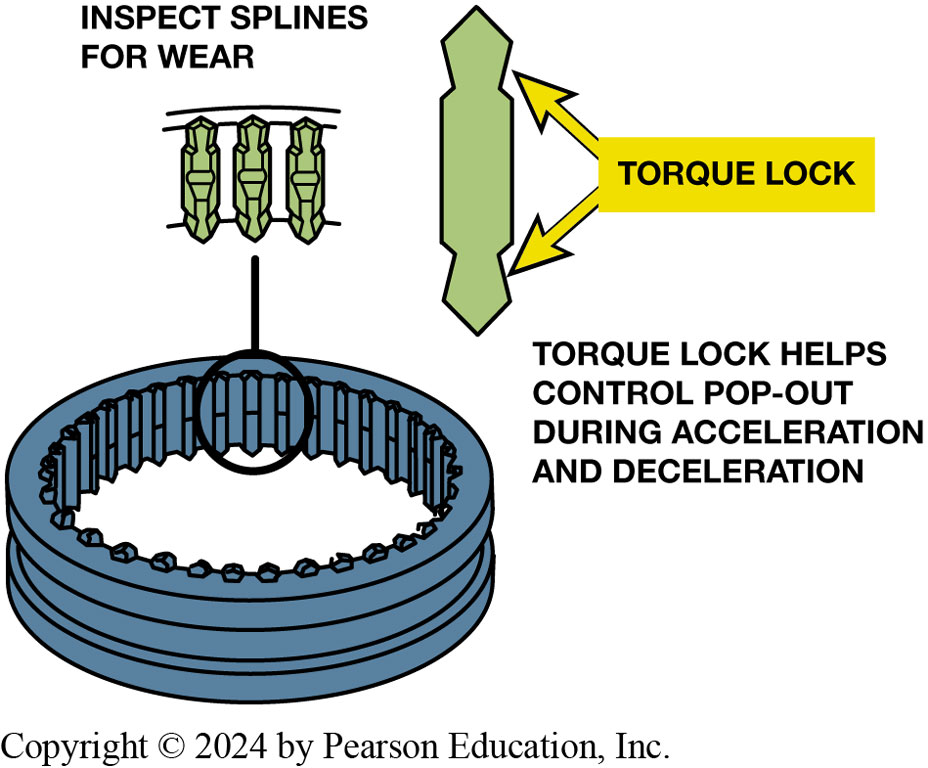 INSPECT SPLINES
FOR WEAR
TORQUE LOCK
TORQUE LOCK HELPS
CONTROL POP-OUT
DURING ACCELERATION
AND DECELERATION
Copyright © 2024 by Pearson Education, Inc.